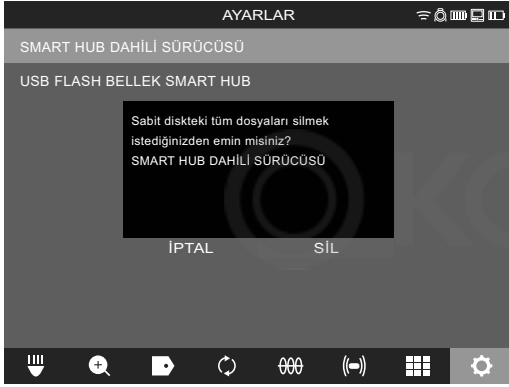 AYARLAR
SMART HUB DAHİLİ SÜRÜCÜSÜ
USB FLASH BELLEK SMART HUB
Sabit diskteki tüm dosyaları silmek
istediğinizden emin misiniz?
SMART HUB DAHİLİ SÜRÜCÜSÜ
İPTAL SİL